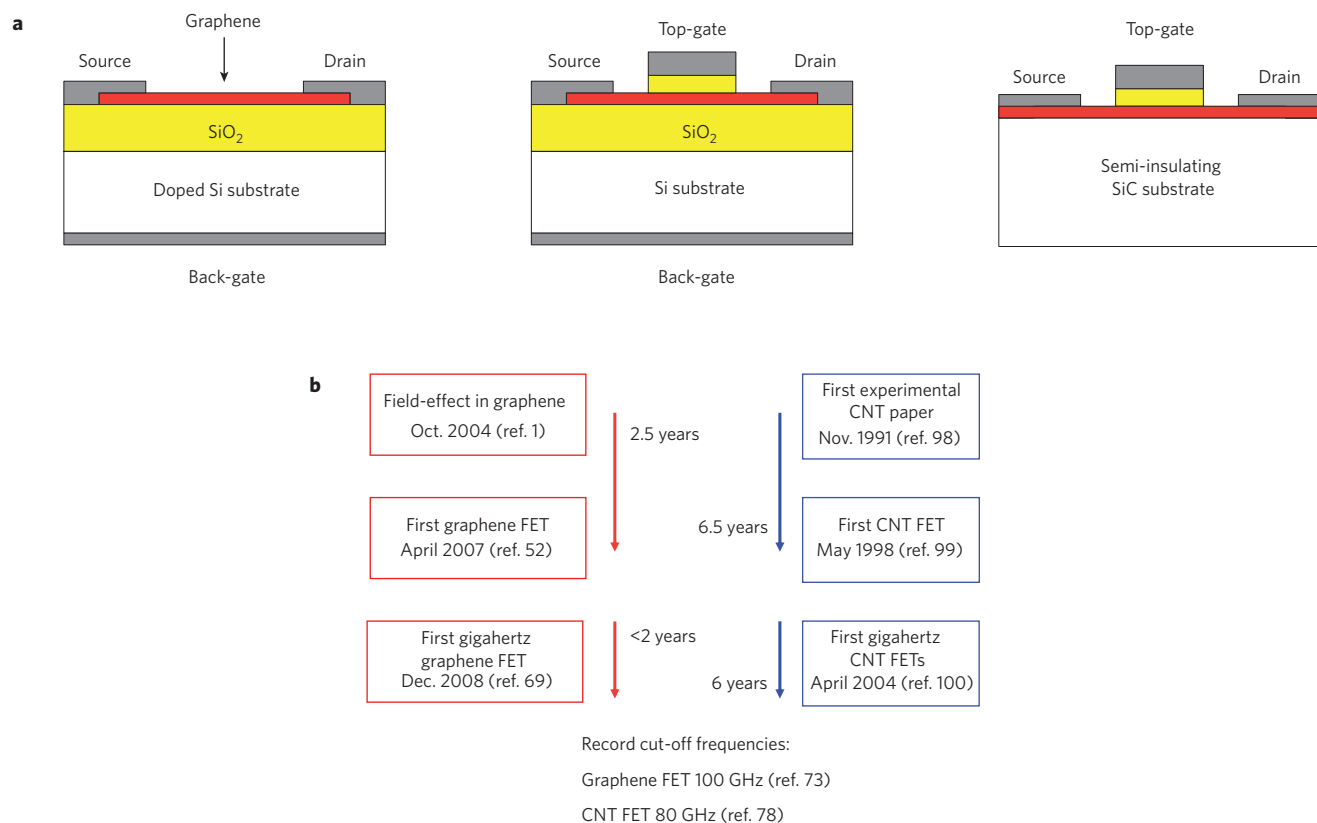 a
Graphene
Source
Drain
SiO₂
Doped Si substrate
Back-gate
Top-gate
Source
Drain
SiO₂
Si substrate
Back-gate
Top-gate
Source
Drain
Semi-insulating
SiC substrate
b
Field-effect in graphene
Oct. 2004 (ref. 1)
2.5 years
First experimental
CNT paper
Nov. 1991 (ref. 98)
First graphene FET
April 2007 (ref. 52)
6.5 years
First CNT FET
May 1998 (ref. 99)
First gigahertz
graphene FET
Dec. 2008 (ref. 69)
<2 years
6 years
First gigahertz
CNT FETs
April 2004 (ref. 100)
Record cut-off frequencies:
Graphene FET 100 GHz (ref. 73)
CNT FET 80 GHz (ref. 78)